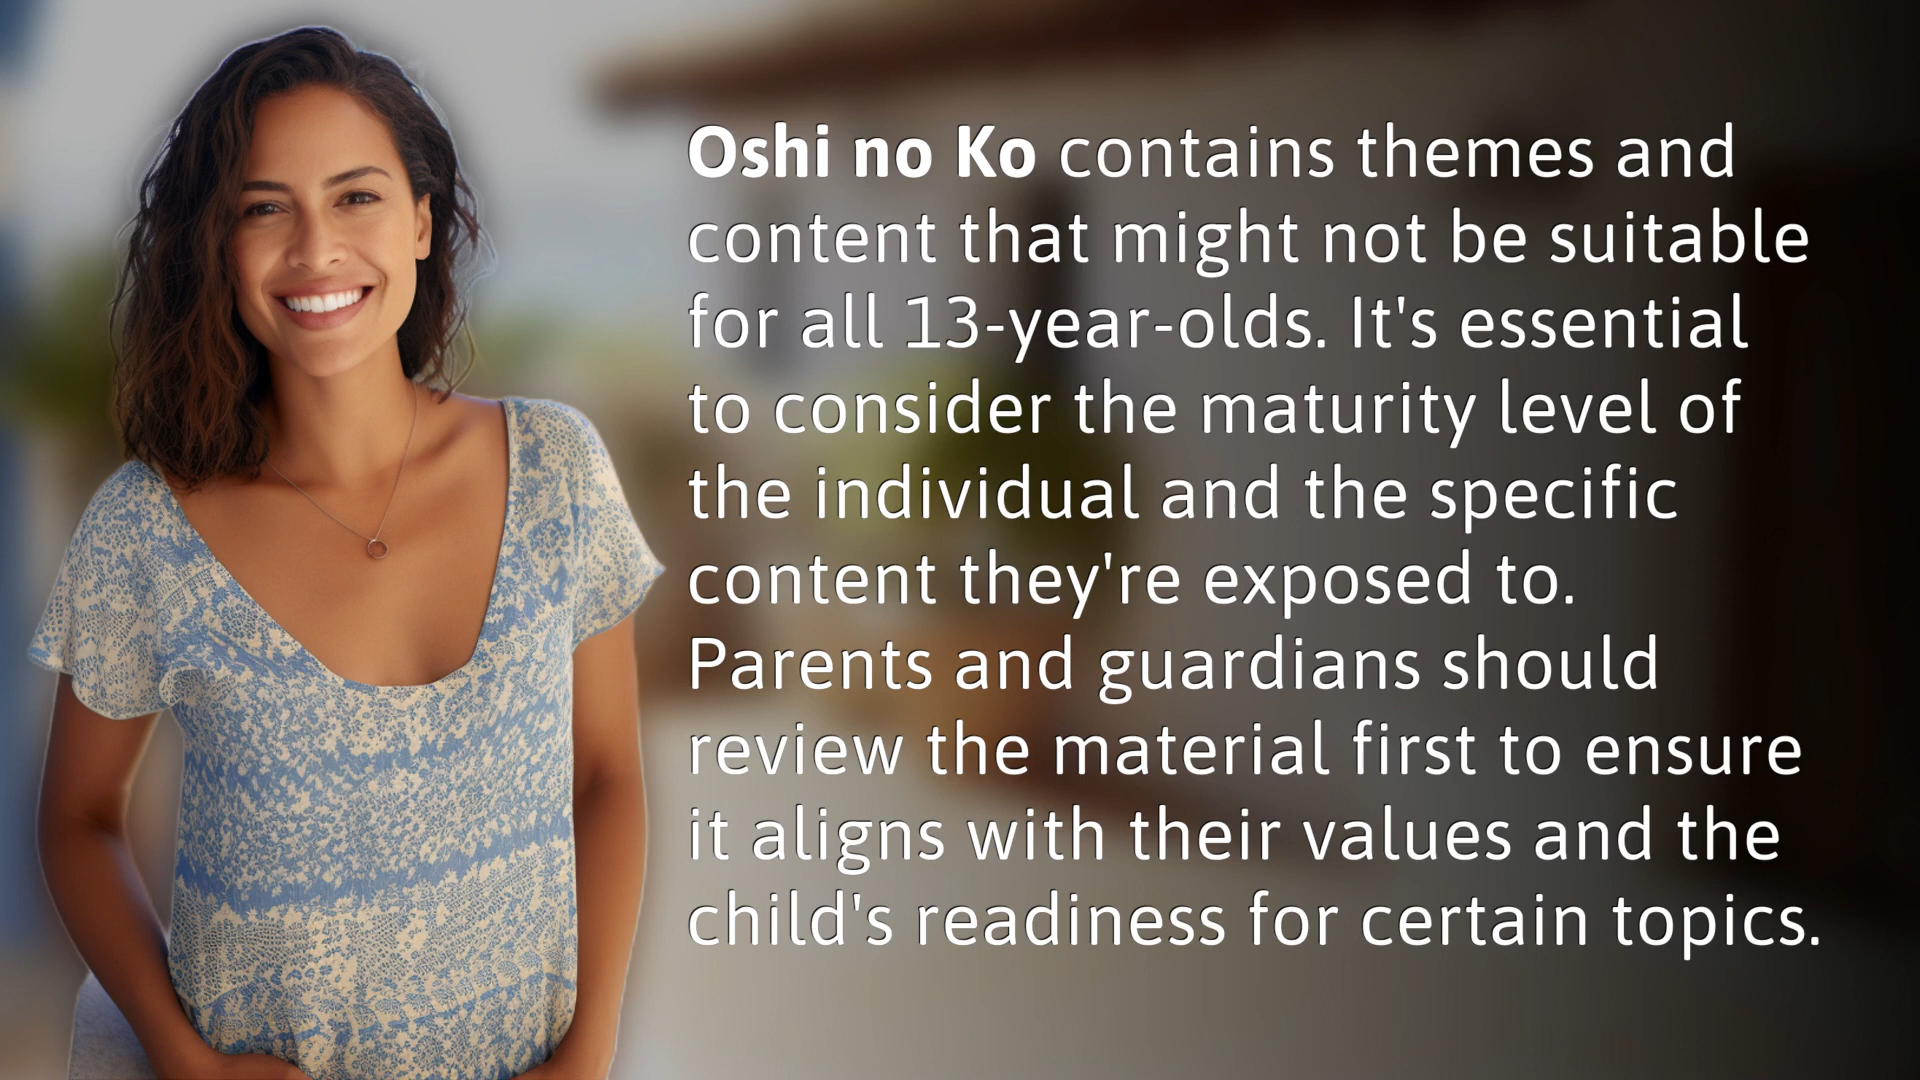 Oshi no Ko contains themes and
content that might not be suitable
for all 13-year-olds. It's essential
to consider the maturity level of
the individual and the specific
content they're exposed to.
Parents and guardians should
review the material first to ensure
it aligns with their values and the
child's readiness for certain topics.